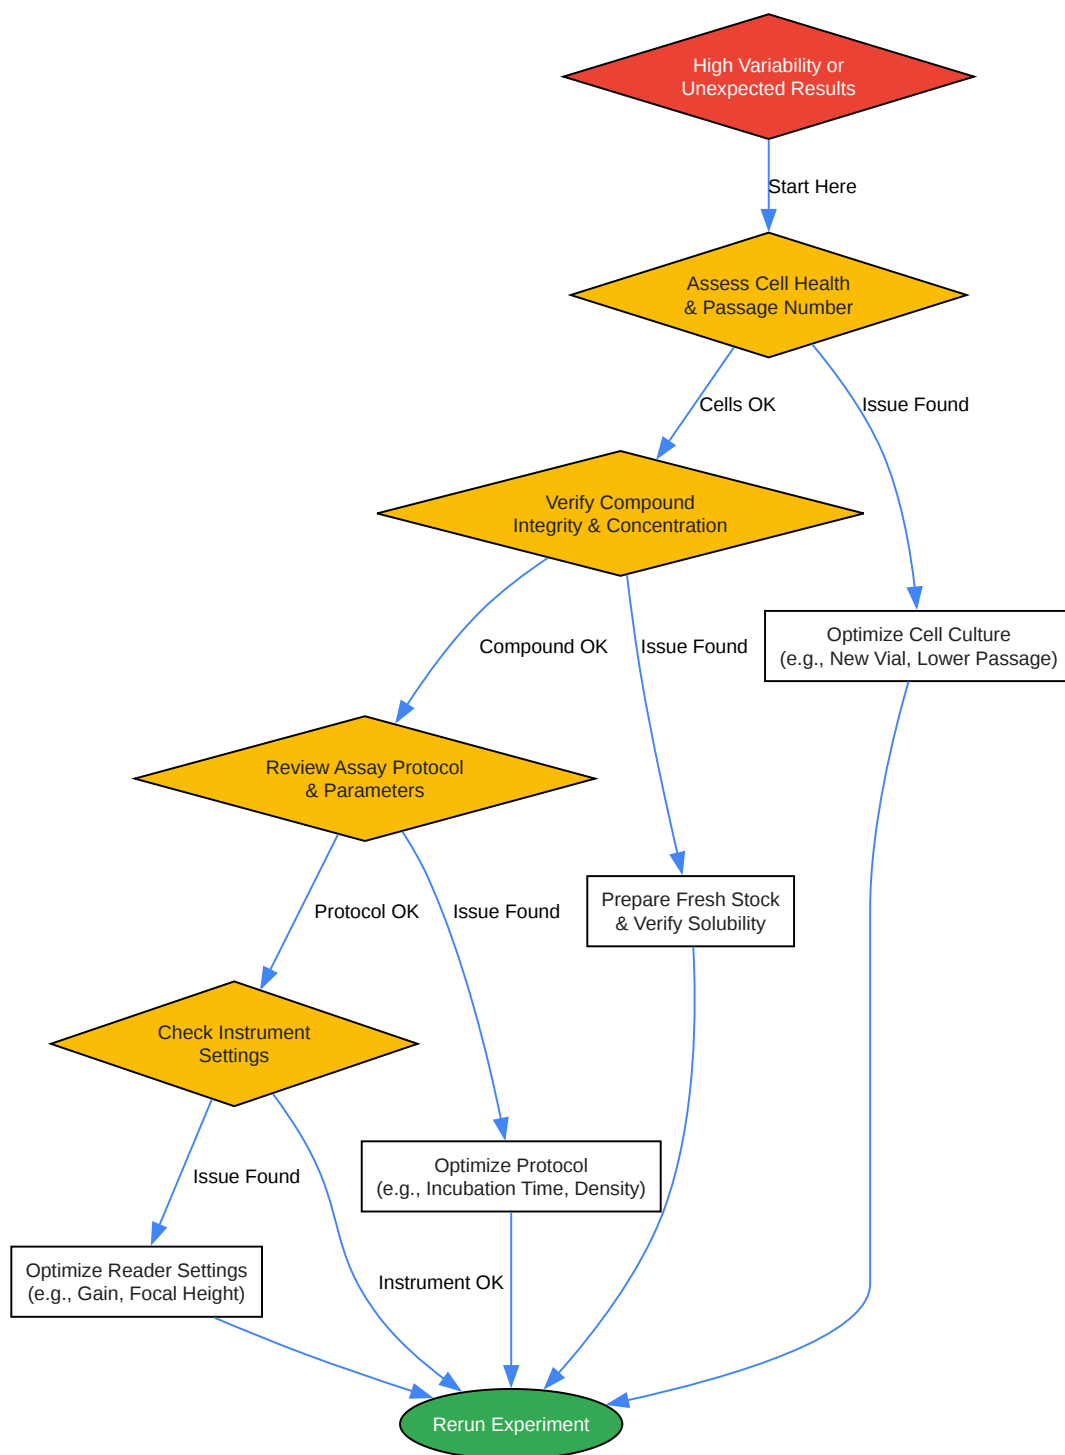 High Variability or
Unexpected Results
Start Here
Assess Cell Health
& Passage Number
Cells OK
Issue Found
Verify Compound
Integrity & Concentration
Compound OK
Issue Found
Optimize Cell Culture
(e.g., New Vial, Lower Passage)
Review Assay Protocol
& Parameters
Protocol OK
Issue Found
Prepare Fresh Stock
& Verify Solubility
Check Instrument
Settings
Issue Found
Optimize Protocol
(e.g., Incubation Time, Density)
Optimize Reader Settings
(e.g., Gain, Focal Height)
Instrument OK
Rerun Experiment